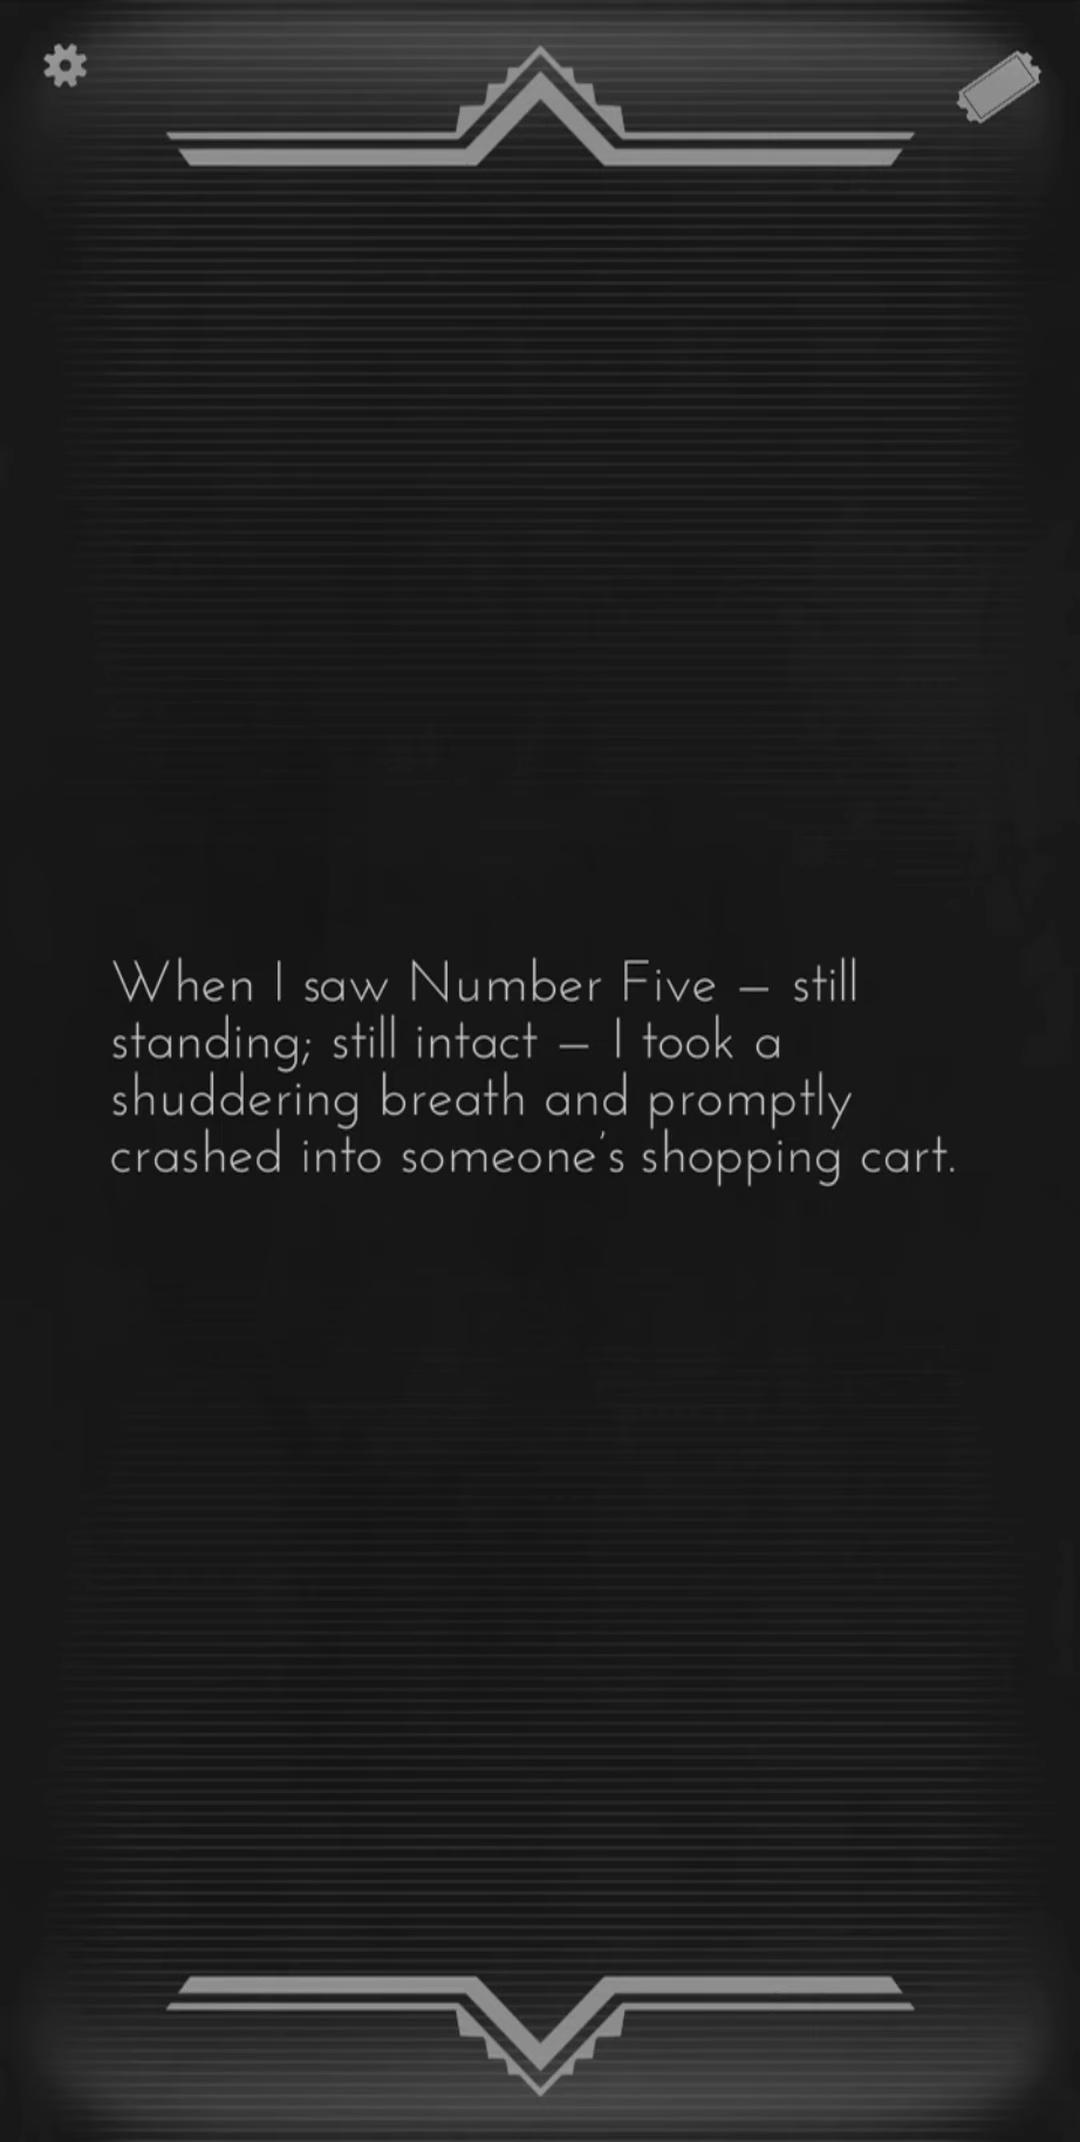 When I saw Number Five – still
standing; still intact – I took a
shuddering breath and promptly
crashed into someone's shopping cart.